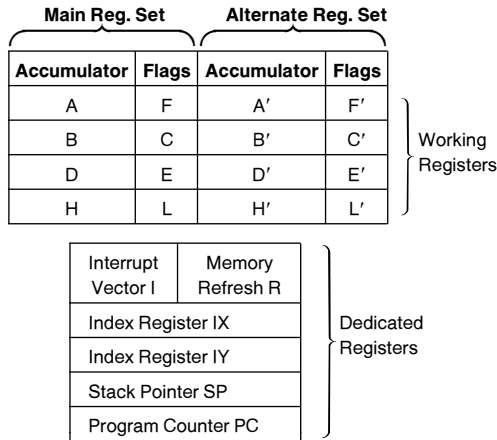 Main Reg. Set Alternate Reg. Set
Accumulator Flags Accumulator Flags
A F A′ F′
B C B′ C′
D E D′ E′
H L H′ L′
Working
Registers
Interrupt
Vector I
Memory
Refresh R
Index Register IX
Index Register IY
Stack Pointer SP
Program Counter PC
Dedicated
Registers